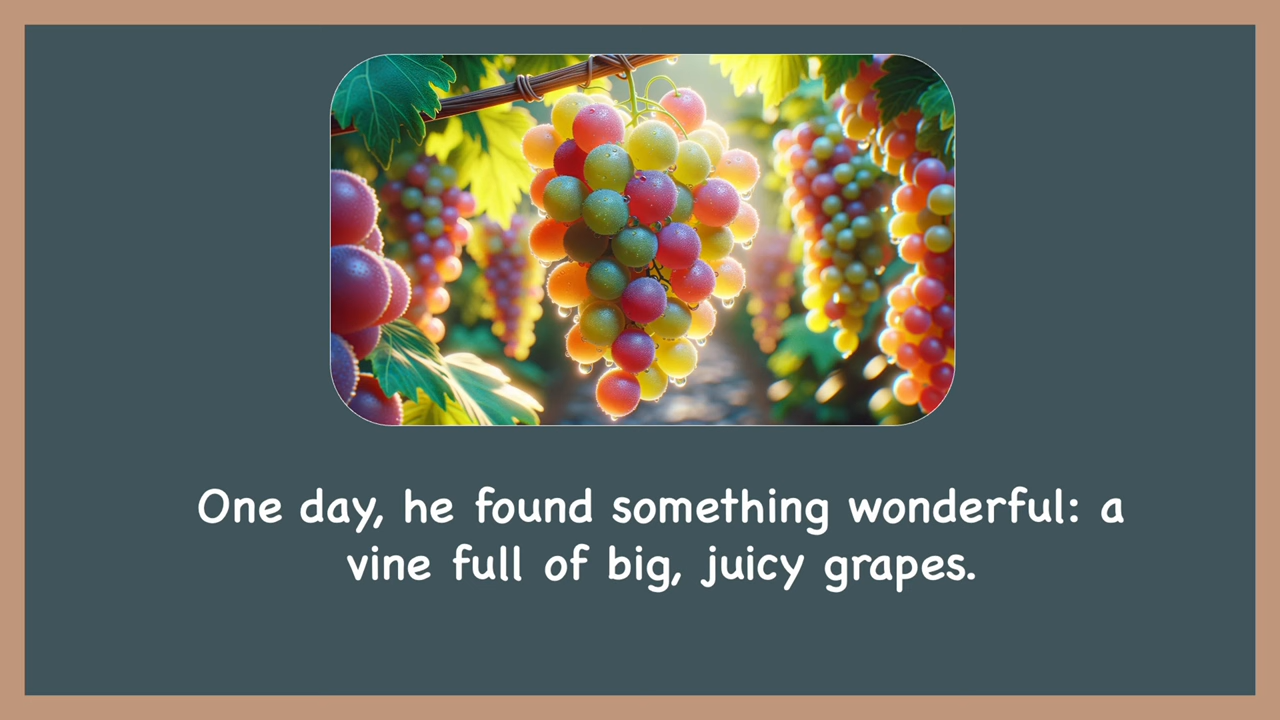 One day, he found something wonderful: a
vine full of big, juicy grapes.